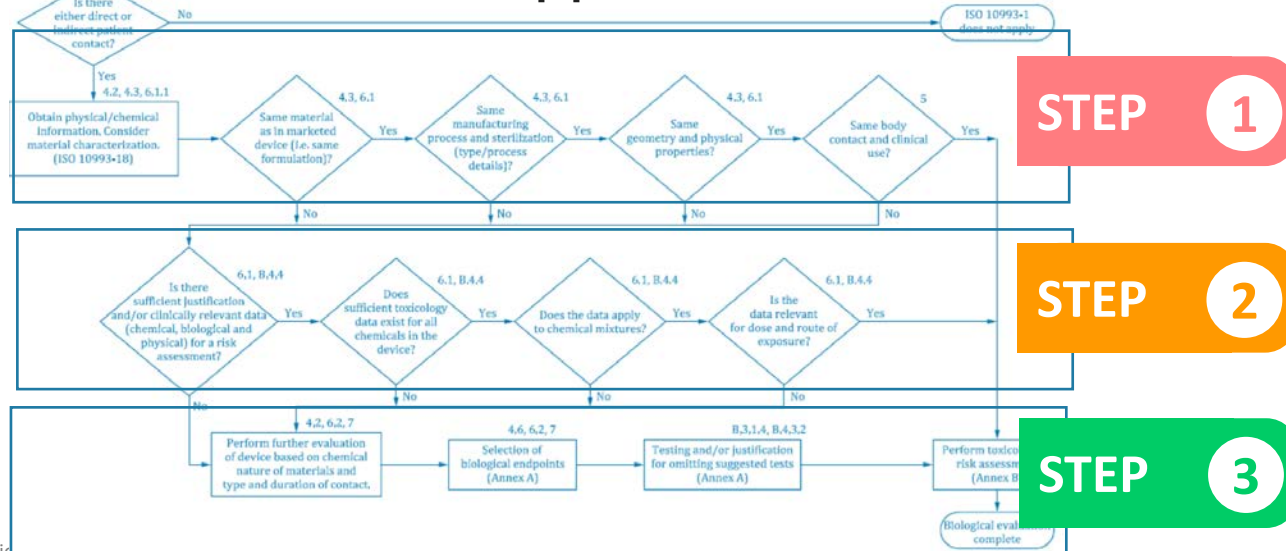 Is there
either direct or
indirect patient
contact?
No
ISO 10993-1
does not apply
Yes
4.2, 4.3, 6.1.1
Obtain physical/chemical
information. Consider
material characterization.
(ISO 10993-18)
4.3, 6.1
Same material
as in marketed
device (i.e. same
formulation)?
Yes
4.3, 6.1
Same
manufacturing
process and sterilization
(type/process
details)?
Yes
4.3, 6.1
Same
geometry and physical
properties?
Yes
5
Same body
contact and clinical
use?
Yes
STEP 1
No
No
No
No
6.1, B.4.4
Is there
sufficient justification
and/or clinically relevant data
(chemical, biological and
physical) for a risk
assessment?
Yes
6.1, B.4.4
Does
sufficient toxicology
data exist for all
chemicals in the
device?
Yes
6.1, B.4.4
Does the data apply
to chemical mixtures?
Yes
6.1, B.4.4
Is the
data relevant
for dose and route of
exposure?
Yes
STEP 2
No
No
No
No
4.2, 6.2, 7
Perform further evaluation
of device based on chemical
nature of materials and
type and duration of contact.
4.6, 6.2, 7
Selection of
biological endpoints
(Annex A)
B.3.1.4, B.4.3.2
Testing and/or justification
for omitting suggested tests
(Annex A)
Perform
risk
(Annex B
Biological
complete
STEP 3